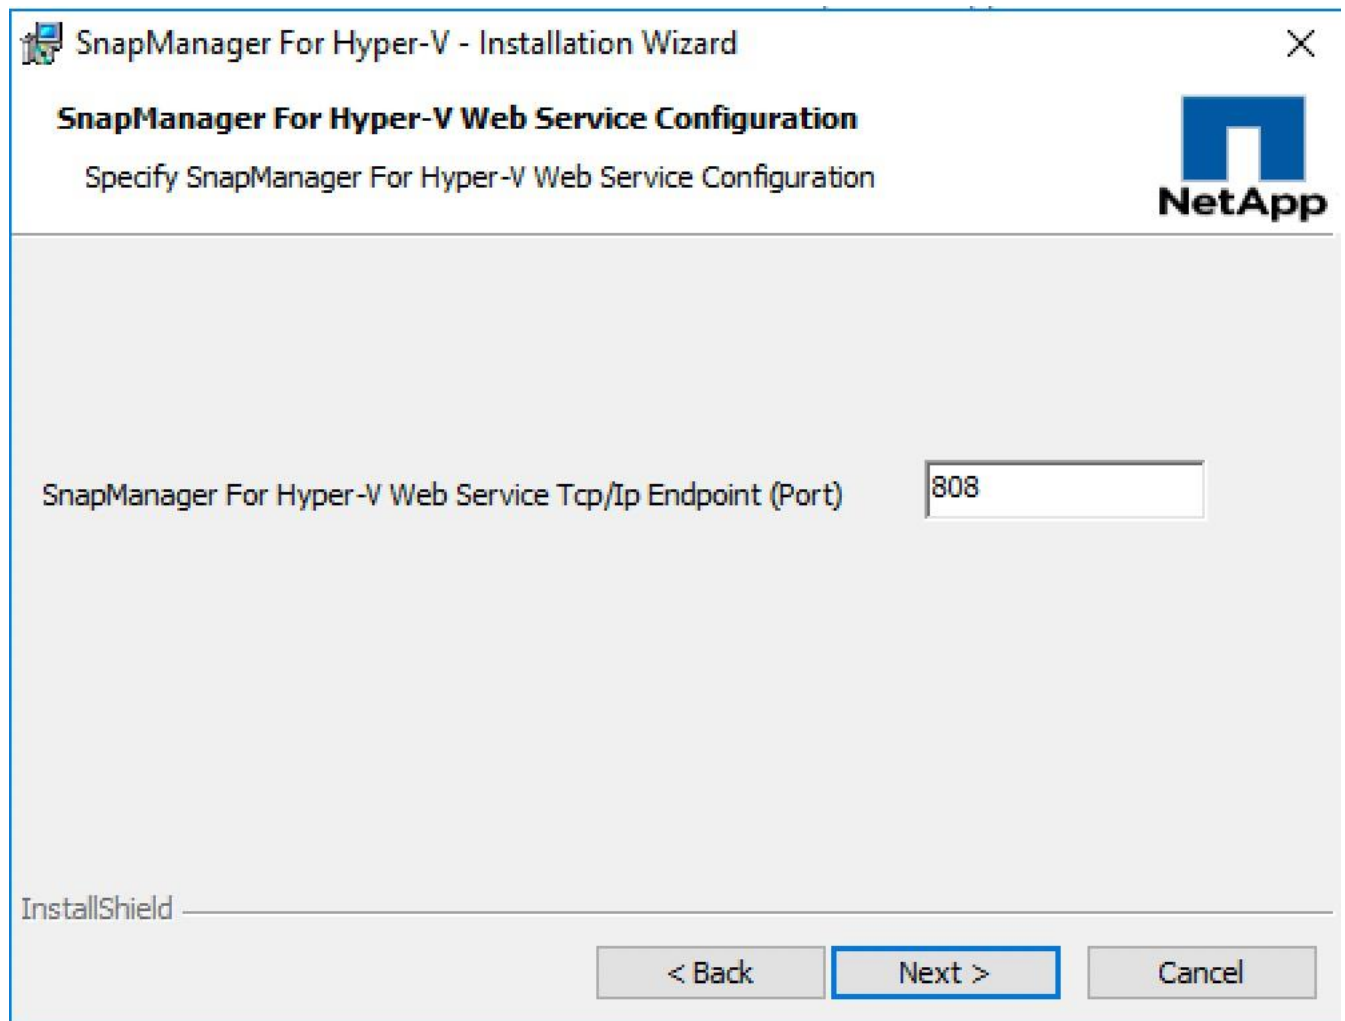 SnapManager For Hyper-V - Installation Wizard
SnapManager For Hyper-V Web Service Configuration
Specify SnapManager For Hyper-V Web Service Configuration
NetApp
SnapManager For Hyper-V Web Service Tcp/Ip Endpoint (Port)
808
InstallShield
< Back
Next >
Cancel